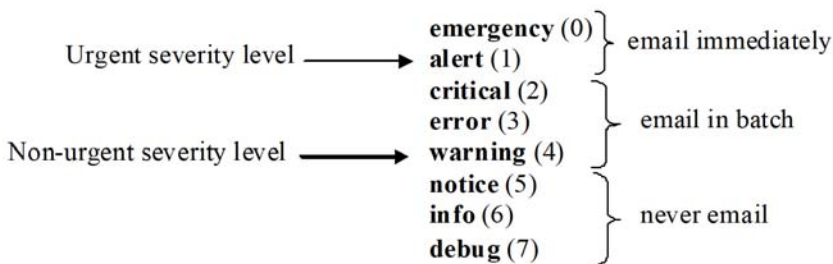 emergency (0)
email immediately
Urgent severity level
alert (1)
critical (2)
error (3)
email in batch
Non-urgent severity level
warning (4)
notice (5)
info (6)
never email
debug (7)